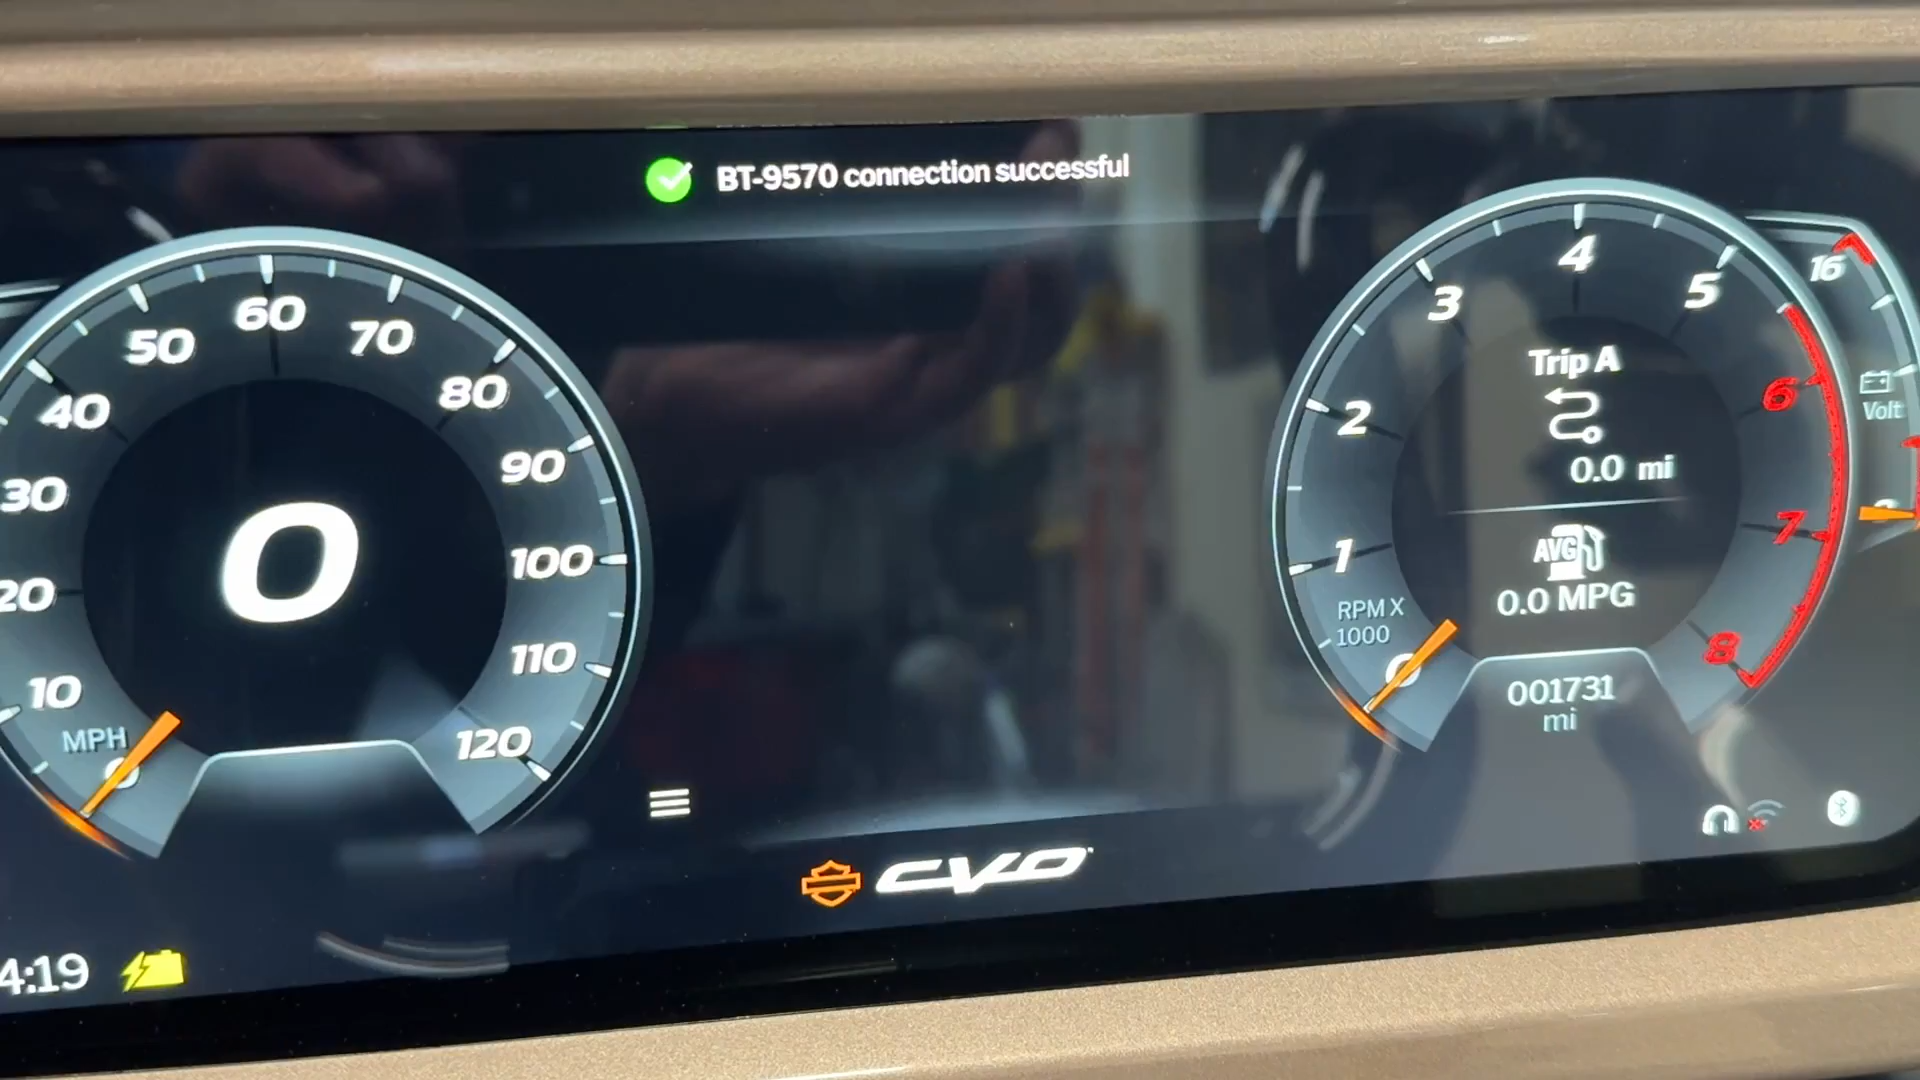 BT-9570 connection successful
10
20
30
40
50
60
70
80
90
100
110
120
MPH
0
0
0
1
2
3
4
5
6
7
8
RPM X
1000
Trip A
0.0 mi
AVG
0.0 MPG
001731
mi
16
Volt
CVO
4:19